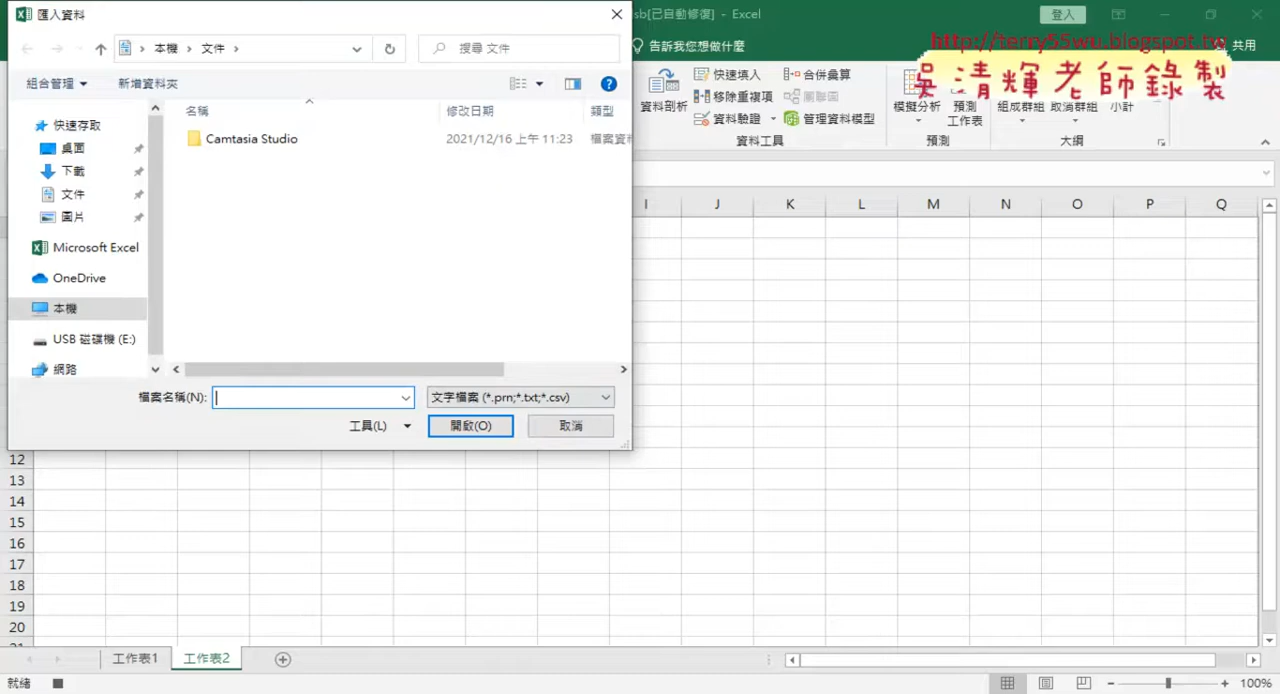 匯入資料
sb[已自動修復] - Excel
登入
本機 › 文件 ›
搜尋 文件
告訴我您想做什麼
http://terry55wu.blogspot.tw
共用
吳清輝老師錄製
組合管理
新增資料夾
快速存取
桌面
下載
文件
圖片
Microsoft Excel
OneDrive
本機
USB 磁碟機 (E:)
網路
名稱
修改日期
類型
Camtasia Studio
2021/12/16 上午 11:23
檔案資料
檔案名稱(N):
文字檔案 (*.prn;*.txt;*.csv)
工具(L)
開啟(O)
取消
資料剖析
快速填入
移除重複項
資料驗證
合併彙算
關聯圖
管理資料模型
資料工具
模擬分析
預測
工作表
預測
組成群組
取消群組
小計
大綱
I J K L M N O P Q
12
13
14
15
16
17
18
19
20
21
工作表1
工作表2
就緒
100%